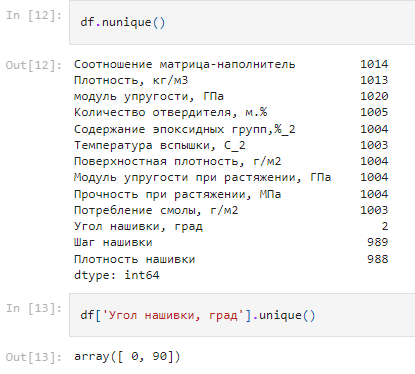 In [12]: df.nunique()
Out[12]: Соотношение матрица-наполнитель 1014
Плотность, кг/м3 1013
модуль упругости, ГПа 1020
Количество отвердителя, м.% 1005
Содержание эпоксидных групп,%_2 1004
Температура вспышки, С_2 1003
Поверхностная плотность, г/м2 1004
Модуль упругости при растяжении, ГПа 1004
Прочность при растяжении, МПа 1004
Потребление смолы, г/м2 1003
Угол нашивки, град 2
Шаг нашивки 989
Плотность нашивки 988
dtype: int64
In [13]: df['Угол нашивки, град'].unique()
Out[13]: array([ 0, 90])